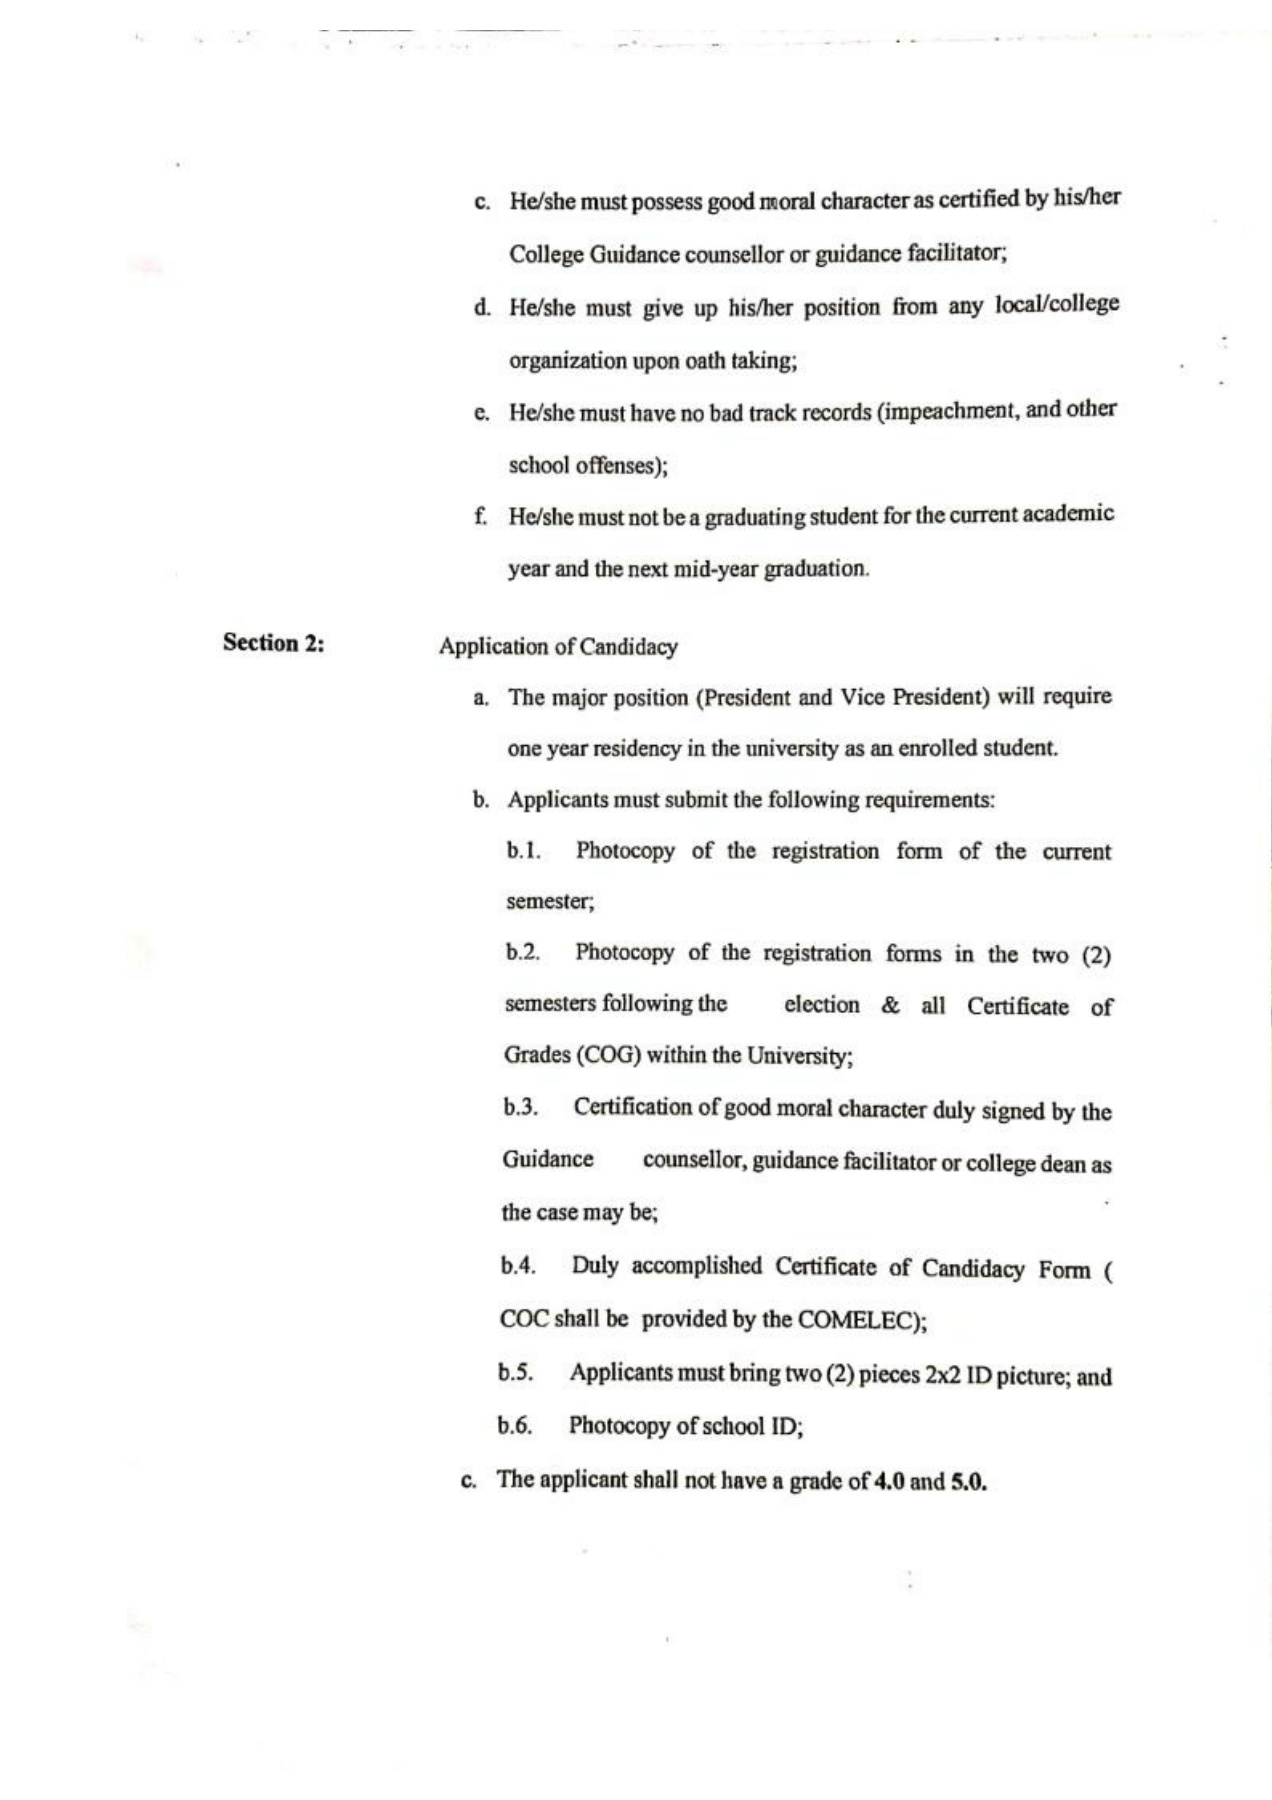 c. He/she must possess good moral character as certified by his/her
College Guidance counsellor or guidance facilitator;
d. He/she must give up his/her position from any local/college
organization upon oath taking;
e. He/she must have no bad track records (impeachment, and other
school offenses);
f. He/she must not be a graduating student for the current academic
year and the next mid-year graduation.
Section 2: Application of Candidacy
a. The major position (President and Vice President) will require
one year residency in the university as an enrolled student.
b. Applicants must submit the following requirements:
b.1. Photocopy of the registration form of the current
semester;
b.2. Photocopy of the registration forms in the two (2)
semesters following the election & all Certificate of
Grades (COG) within the University;
b.3. Certification of good moral character duly signed by the
Guidance counsellor, guidance facilitator or college dean as
the case may be;
b.4. Duly accomplished Certificate of Candidacy Form (
COC shall be provided by the COMELEC);
b.5. Applicants must bring two (2) pieces 2x2 ID picture; and
b.6. Photocopy of school ID;
c. The applicant shall not have a grade of 4.0 and 5.0.